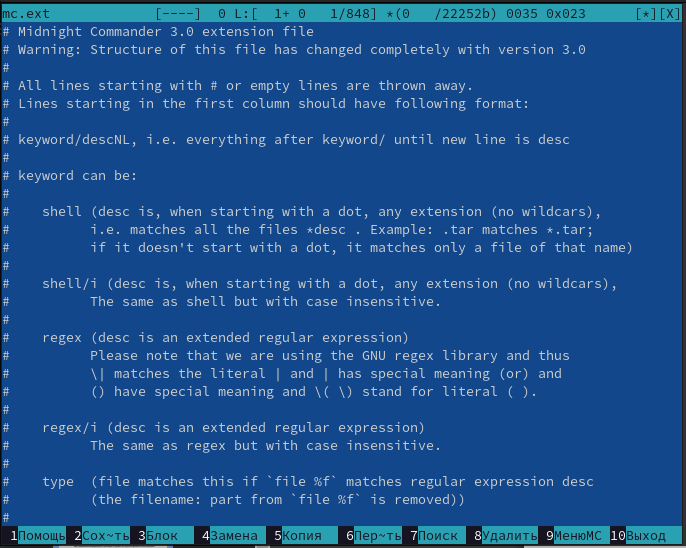 mc.ext [----] 0 L:[ 1+ 0 1/848] *(0 /22252b) 0035 0x023 [*][X]
# Midnight Commander 3.0 extension file
# Warning: Structure of this file has changed completely with version 3.0
#
# All lines starting with # or empty lines are thrown away.
# Lines starting in the first column should have following format:
#
# keyword/descNL, i.e. everything after keyword/ until new line is desc
#
# keyword can be:
#
#    shell (desc is, when starting with a dot, any extension (no wildcars),
#          i.e. matches all the files *desc . Example: .tar matches *.tar;
#          if it doesn't start with a dot, it matches only a file of that name)
#
#    shell/i (desc is, when starting with a dot, any extension (no wildcars),
#          The same as shell but with case insensitive.
#
#    regex (desc is an extended regular expression)
#          Please note that we are using the GNU regex library and thus
#          \| matches the literal | and | has special meaning (or) and
#          () have special meaning and \( \) stand for literal ( ).
#
#    regex/i (desc is an extended regular expression)
#          The same as regex but with case insensitive.
#
#    type  (file matches this if `file %f` matches regular expression desc
#          (the filename: part from `file %f` is removed))
#
1Помощь 2Сох~ть 3Блок 4Замена 5Копия 6Пер~ть 7Поиск 8Удалить 9МенюMC 10Выход